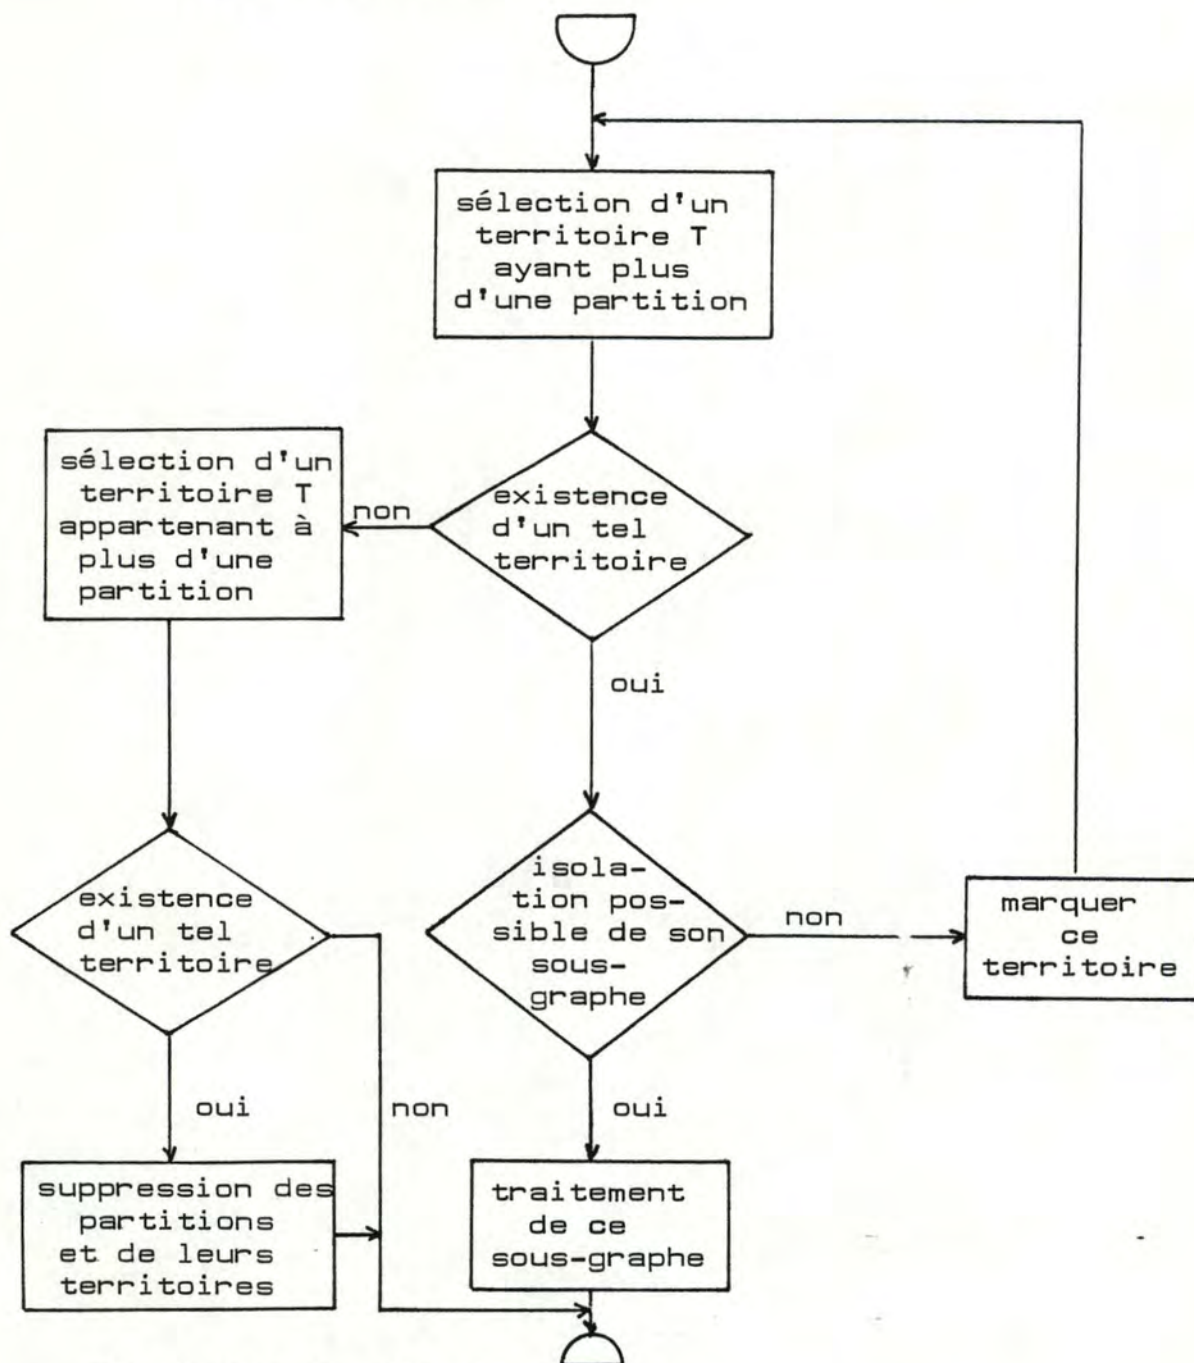 sélection d'un
territoire T
ayant plus
d'une partition
sélection d'un
territoire T
appartenant à
plus d'une
partition
non
existence
d'un tel
territoire
oui
existence
d'un tel
territoire
isola-
tion pos-
sible de son
sous-
graphe
non
marquer
ce
territoire
oui
non
oui
suppression des
partitions
et de leurs
territoires
traitement
de ce
sous-graphe